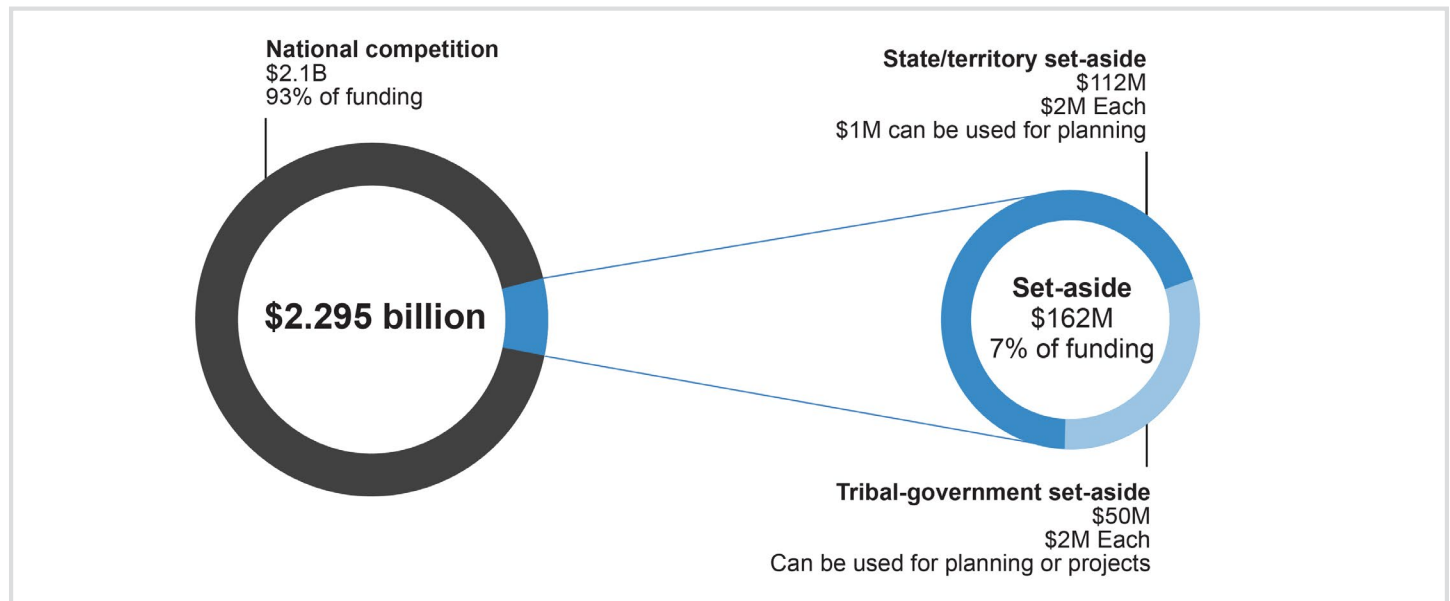 National competition
$2.1B
93% of funding
$2.295 billion
State/territory set-aside
$112M
$2M Each
$1M can be used for planning
Set-aside
$162M
7% of funding
Tribal-government set-aside
$50M
$2M Each
Can be used for planning or projects